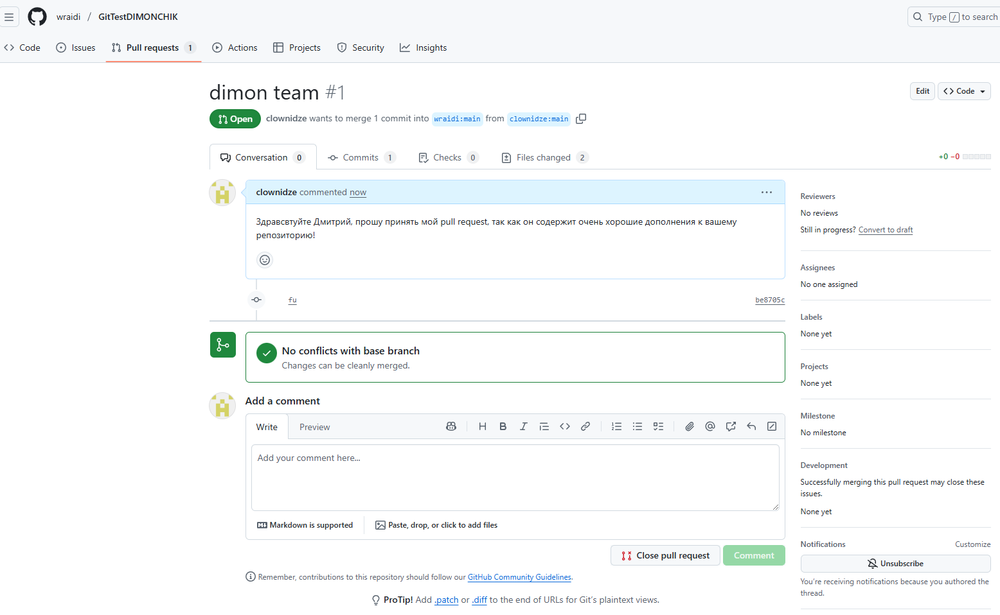 wraidi / GitTestDIMONCHIK
Type / to search
Code Issues Pull requests 1 Actions Projects Security Insights
dimon team #1
Edit Code
Open clownidze wants to merge 1 commit into wraidi:main from clownidze:main
Conversation 0 Commits 1 Checks 0 Files changed 2
+0 −0
clownidze commented now
Здравсвтуйте Дмитрий, прошу принять мой pull request, так как он содержит очень хорошие дополнения к вашему
репозиторию!
fu be8705c
No conflicts with base branch
Changes can be cleanly merged.
Add a comment
Write Preview
Add your comment here...
Markdown is supported Paste, drop, or click to add files
Close pull request Comment
Remember, contributions to this repository should follow our GitHub Community Guidelines.
ProTip! Add .patch or .diff to the end of URLs for Git’s plaintext views.
Reviewers
No reviews
Still in progress? Convert to draft
Assignees
No one assigned
Labels
None yet
Projects
None yet
Milestone
No milestone
Development
Successfully merging this pull request may close these
issues.
None yet
Notifications Customize
Unsubscribe
You’re receiving notifications because you authored the
thread.